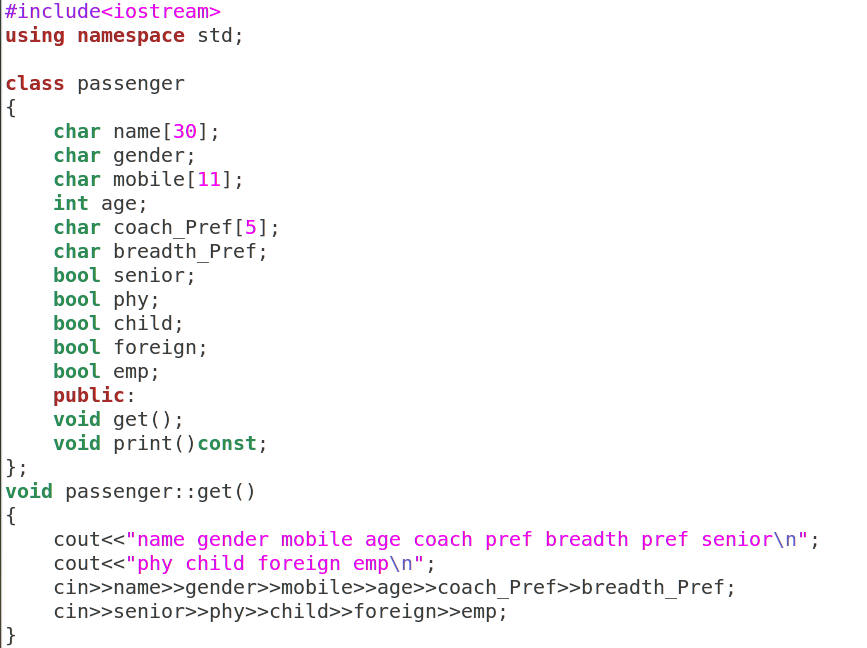 #include<iostream>
using namespace std;

class passenger
{
    char name[30];
    char gender;
    char mobile[11];
    int age;
    char coach_Pref[5];
    char breadth_Pref;
    bool senior;
    bool phy;
    bool child;
    bool foreign;
    bool emp;
    public:
    void get();
    void print()const;
};
void passenger::get()
{
    cout<<"name gender mobile age coach pref breadth pref senior\n";
    cout<<"phy child foreign emp\n";
    cin>>name>>gender>>mobile>>age>>coach_Pref>>breadth_Pref;
    cin>>senior>>phy>>child>>foreign>>emp;
}